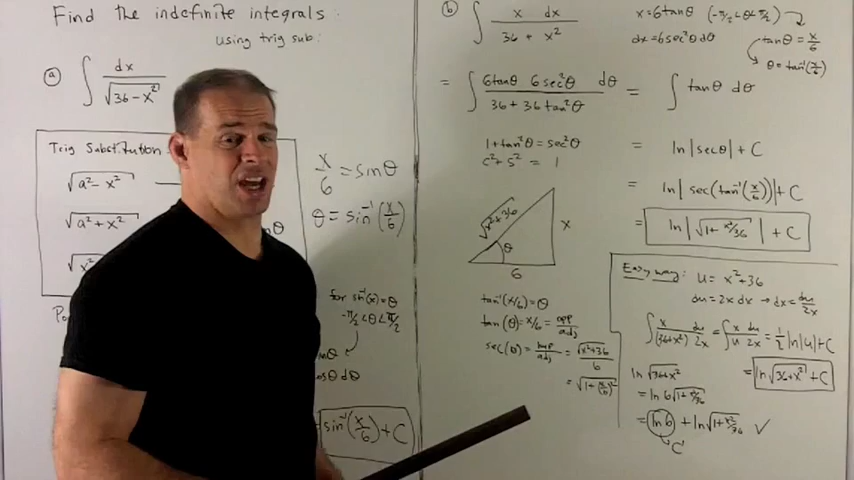 Find the indefinite integrals
using trig sub:
(a) ∫ dx / √(36 - x²)
Trig Substitution
√(a² - x²) —
√(a² + x²)
√(x²
x/6 = sinθ
θ = sin⁻¹(x/6)
for sin⁻¹(x) = θ
-π/2 < θ < π/2
dθ
sin⁻¹(x/6) + C
(b) ∫ x dx / (36 + x²)
x = 6tanθ (-π/2 < θ < π/2)
dx = 6sec²θ dθ
tanθ = x/6
θ = tan⁻¹(x/6)
= ∫ 6tanθ 6sec²θ dθ / (36 + 36tan²θ) = ∫ tanθ dθ
1 + tan²θ = sec²θ
c² + s² = 1
= ln|secθ| + C
= ln|sec(tan⁻¹(x/6))| + C
= ln|√(1 + x²/36)| + C
√(x²+36)
θ
x
6
tan⁻¹(x/6) = θ
tan(θ) = x/6 = opp/adj
sec(θ) = hyp/adj = √(x²+36)/6
= √(1 + (x/6)²)
Easy way: u = x² + 36
du = 2x dx → dx = du/2x
∫ x/(36+x²) du/2x = ∫ x/u du/2x = 1/2 ln|u| + C
= ln√(36+x²) + C
ln √(36+x²)
= ln 6√(1+x²/36)
= ln 6 + ln√(1+x²/36) ✓
C'